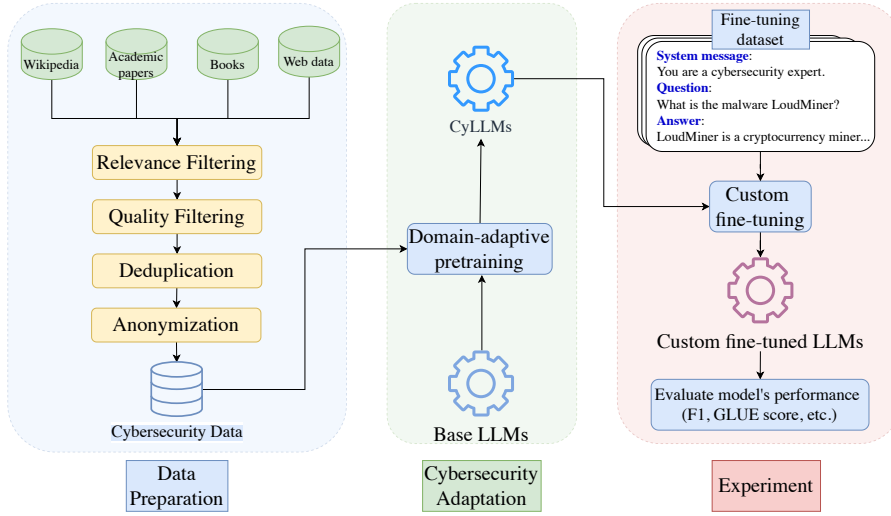 Wikipedia
Academic
papers
Books
Web data
Relevance Filtering
Quality Filtering
Deduplication
Anonymization
Cybersecurity Data
Data
Preparation
CyLLMs
Domain-adaptive
pretraining
Base LLMs
Cybersecurity
Adaptation
Fine-tuning
dataset
System message:
You are a cybersecurity expert.
Question:
What is the malware LoudMiner?
Answer:
LoudMiner is a cryptocurrency miner...
Custom
fine-tuning
Custom fine-tuned LLMs
Evaluate model's performance
(F1, GLUE score, etc.)
Experiment